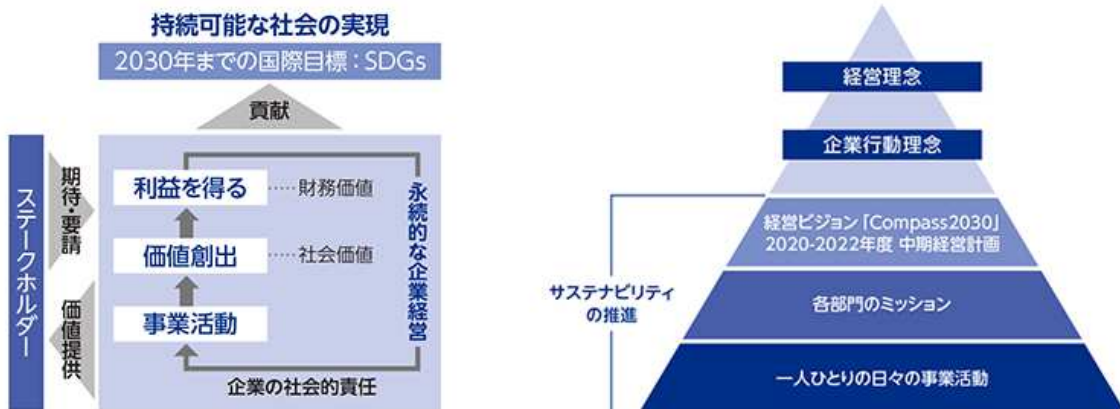 持続可能な社会の実現
2030年までの国際目標：SDGs
貢献
ステークホルダー
期待・要請
価値提供
利益を得る
財務価値
価値創出
社会価値
事業活動
永続的な企業経営
企業の社会的責任
経営理念
企業行動理念
経営ビジョン「Compass2030」
2020-2022年度 中期経営計画
サステナビリティ
の推進
各部門のミッション
一人ひとりの日々の事業活動